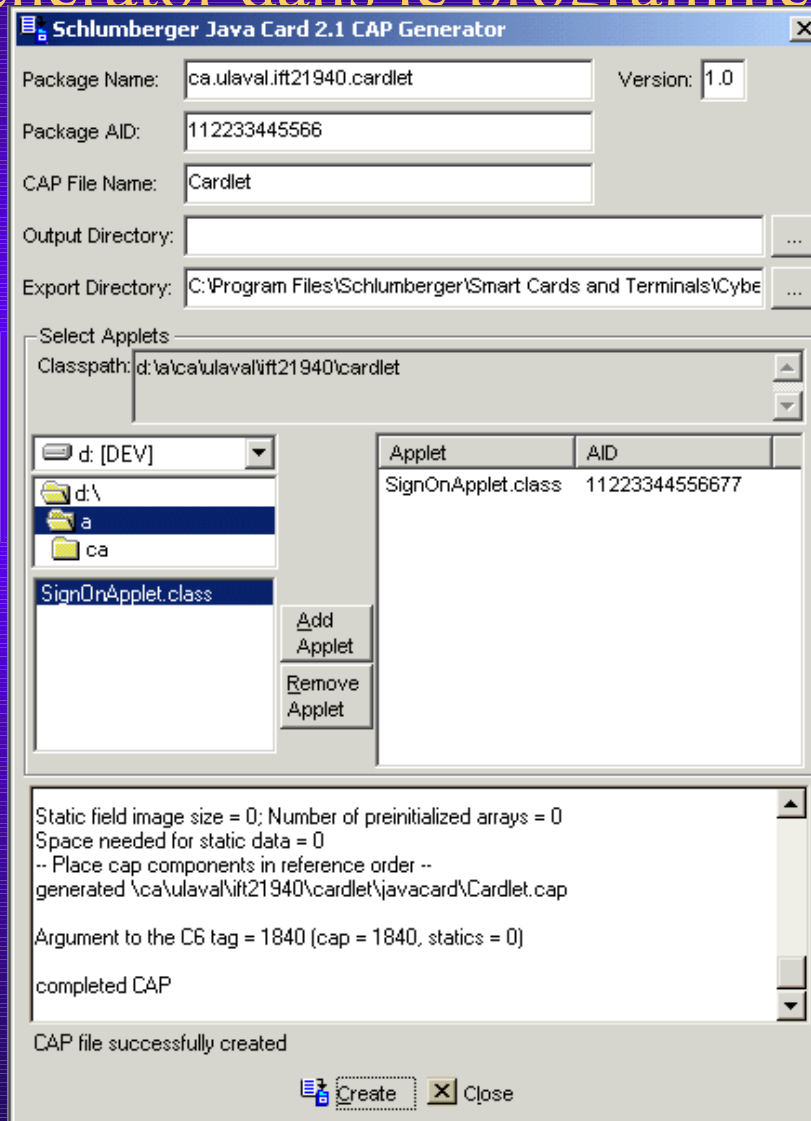 dans le programme
Schlumberger Java Card 2.1 CAP Generator
Package Name: ca.ulaval.ift21940.cardlet Version: 1.0
Package AID: 112233445566
CAP File Name: Cardlet
Output Directory: ...
Export Directory: C:\Program Files\Schlumberger\Smart Cards and Terminals\Cybe ...
Select Applets
Classpath: d:\a\ca\ulaval\ift21940\cardlet
d: [DEV]
d:\
a
ca
SignOnApplet.class
Add Applet
Remove Applet
Applet AID
SignOnApplet.class 11223344556677
Static field image size = 0; Number of preinitialized arrays = 0
Space needed for static data = 0
-- Place cap components in reference order --
generated \ca\ulaval\ift21940\cardlet\javacard\Cardlet.cap
Argument to the C6 tag = 1840 (cap = 1840, statics = 0)
completed CAP
CAP file successfully created
Create Close